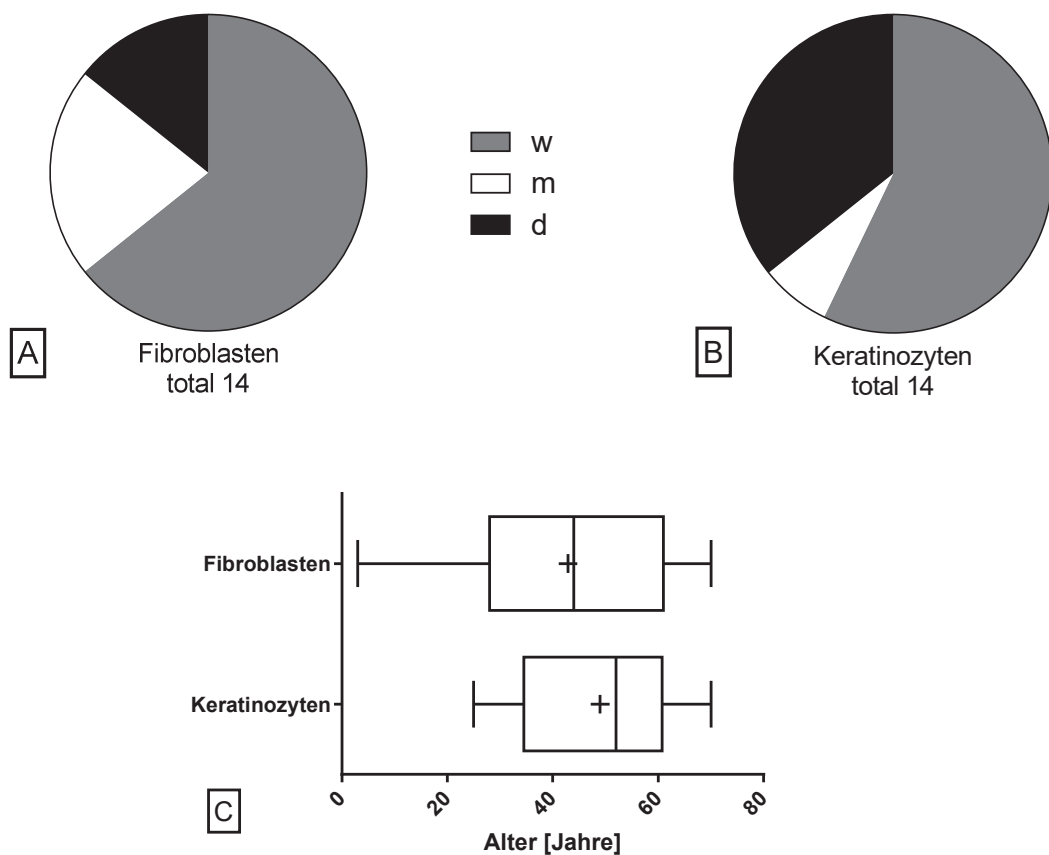 w
m
d
A
Fibroblasten
total 14
B
Keratinozyten
total 14
Fibroblasten
Keratinozyten
0
20
40
60
80
Alter [Jahre]
C